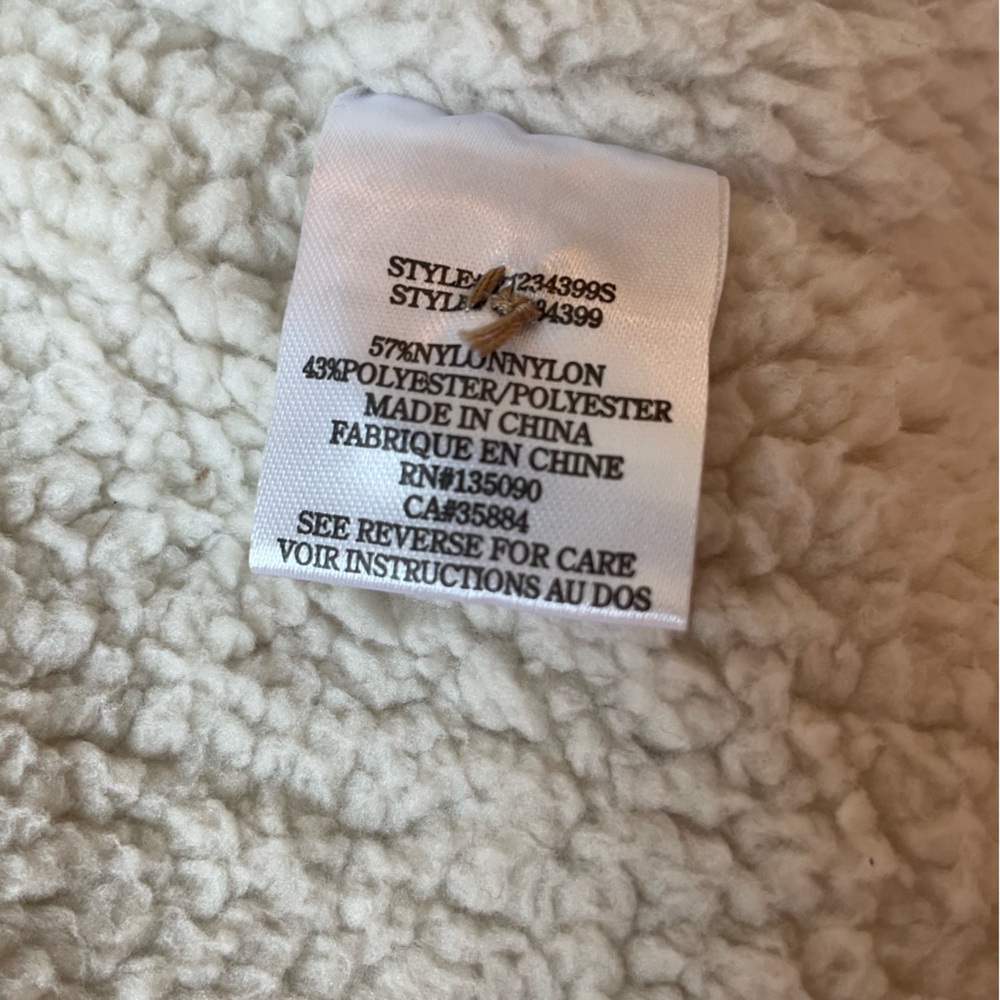 STYLE 1234399S
STYLE 4399
57%NYLONNYLON
43%POLYESTER/POLYESTER
MADE IN CHINA
FABRIQUE EN CHINE
RN#135090
CA#35884
SEE REVERSE FOR CARE
VOIR INSTRUCTIONS AU DOS